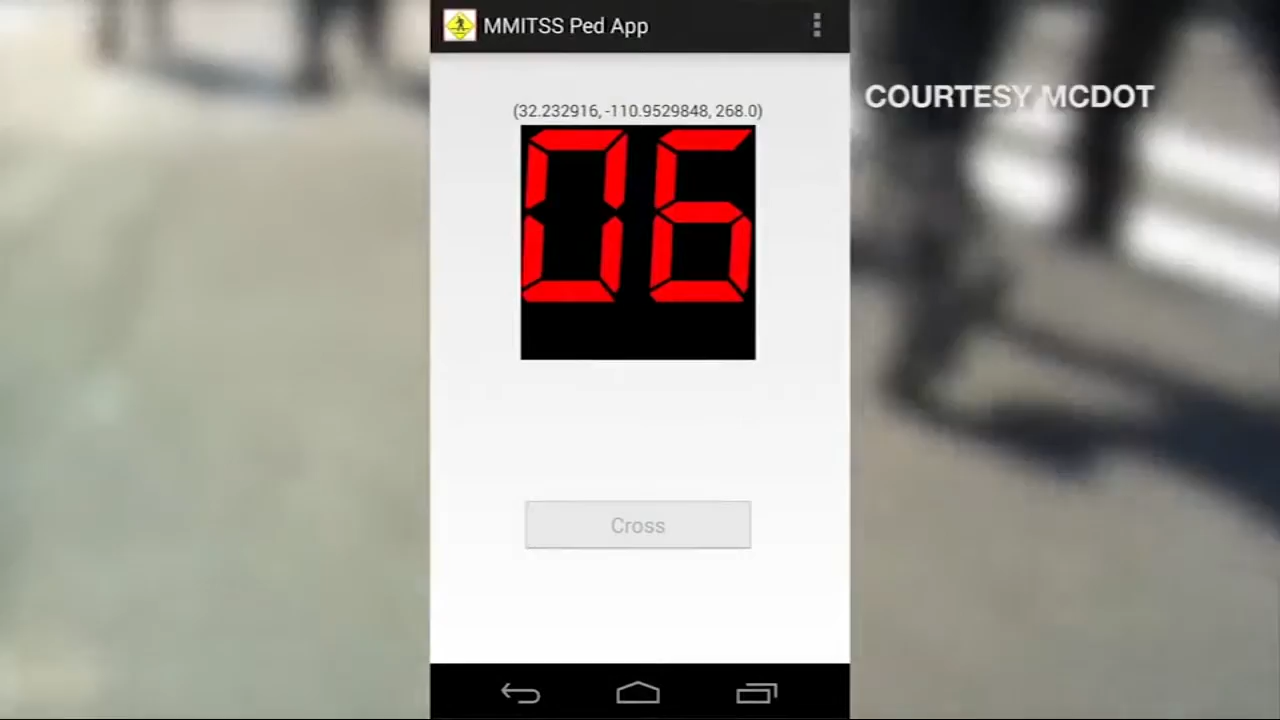 MMITSS Ped App
COURTESY MCDOT
(32.232916, -110.9529848, 268.0)
06
Cross